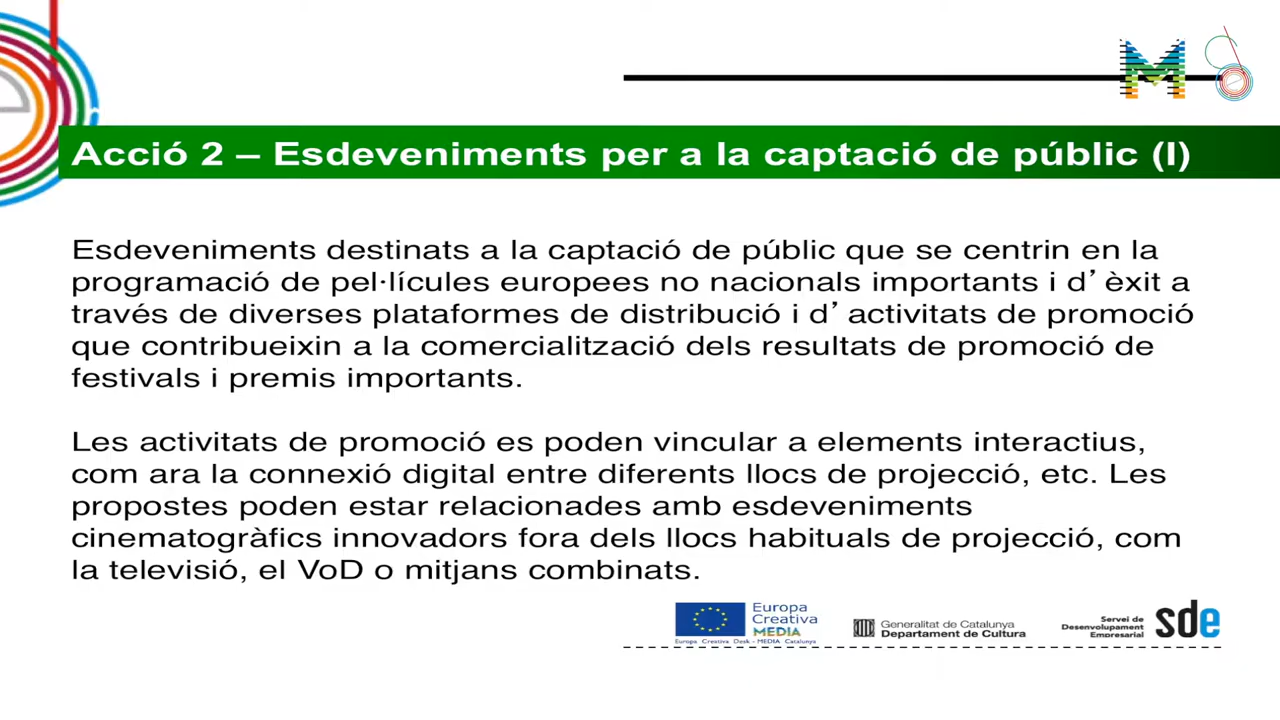 Acció 2 – Esdeveniments per a la captació de públic (I)
Esdeveniments destinats a la captació de públic que se centrin en la
programació de pel·lícules europees no nacionals importants i d’ èxit a
través de diverses plataformes de distribució i d’ activitats de promoció
que contribueixin a la comercialització dels resultats de promoció de
festivals i premis importants.
Les activitats de promoció es poden vincular a elements interactius,
com ara la connexió digital entre diferents llocs de projecció, etc. Les
propostes poden estar relacionades amb esdeveniments
cinematogràfics innovadors fora dels llocs habituals de projecció, com
la televisió, el VoD o mitjans combinats.
Europa
Creativa
MEDIA
Europa Creativa Desk - MEDIA Catalunya
Generalitat de Catalunya
Departament de Cultura
Servei de
Desenvolupament
Empresarial
sde